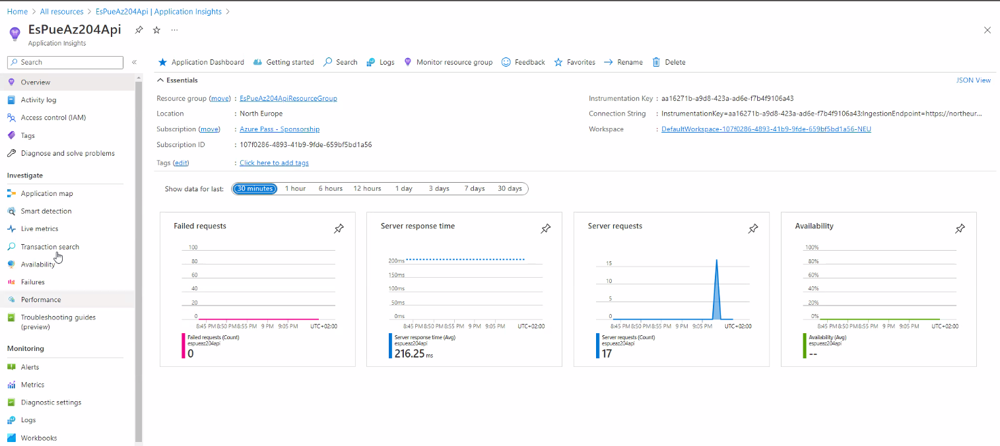 Home > All resources > EsPueAz204Api | Application Insights >
EsPueAz204Api
Application Insights
Search «
Overview
Activity log
Access control (IAM)
Tags
Diagnose and solve problems
Investigate
Application map
Smart detection
Live metrics
Transaction search
Availability
Failures
Performance
Troubleshooting guides
(preview)
Monitoring
Alerts
Metrics
Diagnostic settings
Logs
Workbooks
Application Dashboard Getting started Search Logs Monitor resource group Feedback Favorites Rename Delete
Essentials JSON View
Resource group (move) : EsPueAz204ApiResourceGroup
Location : North Europe
Subscription (move) : Azure Pass - Sponsorship
Subscription ID : 107f0286-4893-41b9-9fde-659bf5bd1a56
Tags (edit) : Click here to add tags
Instrumentation Key : aa16271b-a9d8-423a-ad6e-f7b4f9106a43
Connection String : InstrumentationKey=aa16271b-a9d8-423a-ad6e-f7b4f9106a43;IngestionEndpoint=https://northeur...
Workspace : DefaultWorkspace-107f0286-4893-41b9-9fde-659bf5bd1a56-NEU
Show data for last: 30 minutes 1 hour 6 hours 12 hours 1 day 3 days 7 days 30 days
Failed requests
100
80
60
40
20
0
8:45 PM 8:50 PM 8:55 PM 9 PM 9:05 PM UTC+02:00
Failed requests (Count)
espueaz204api
0
Server response time
200ms
150ms
100ms
50ms
0ms
8:45 PM 8:50 PM 8:55 PM 9 PM 9:05 PM UTC+02:00
Server response time (Avg)
espueaz204api
216.25 ms
Server requests
15
10
5
0
8:45 PM 8:50 PM 8:55 PM 9 PM 9:05 PM UTC+02:00
Server requests (Count)
espueaz204api
17
Availability
100%
80%
60%
40%
20%
0%
8:45 PM 8:50 PM 8:55 PM 9 PM 9:05 PM UTC+02:00
Availability (Avg)
espueaz204api
--